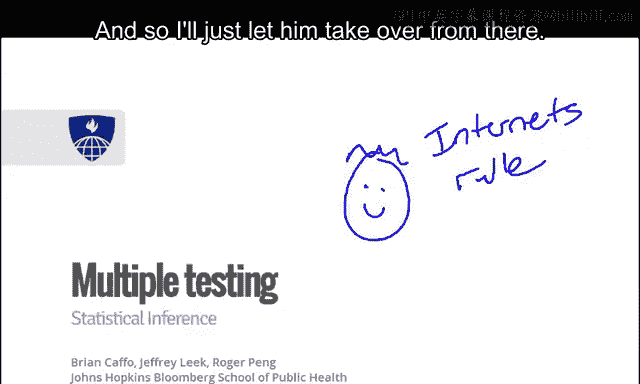 And so I'll just let him take over from there.
Internets
rule
Multiple testing
Statistical Inference
Brian Caffo, Jeffrey Leek, Roger Peng
Johns Hopkins Bloomberg School of Public Health